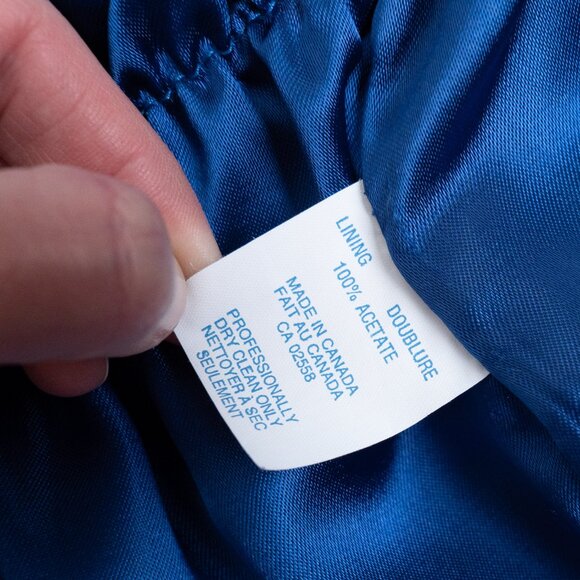 LINING DOUBLURE
100% ACETATE
MADE IN CANADA
FAIT AU CANADA
CA 02558
PROFESSIONALLY
DRY CLEAN ONLY
NETTOYER À SEC
SEULEMENT